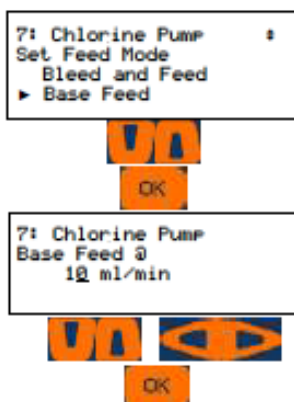 7: Chlorine Pump
Set Feed Mode
Bleed and Feed
► Base Feed
OK
7: Chlorine Pump
Base Feed @
10 ml/min
OK